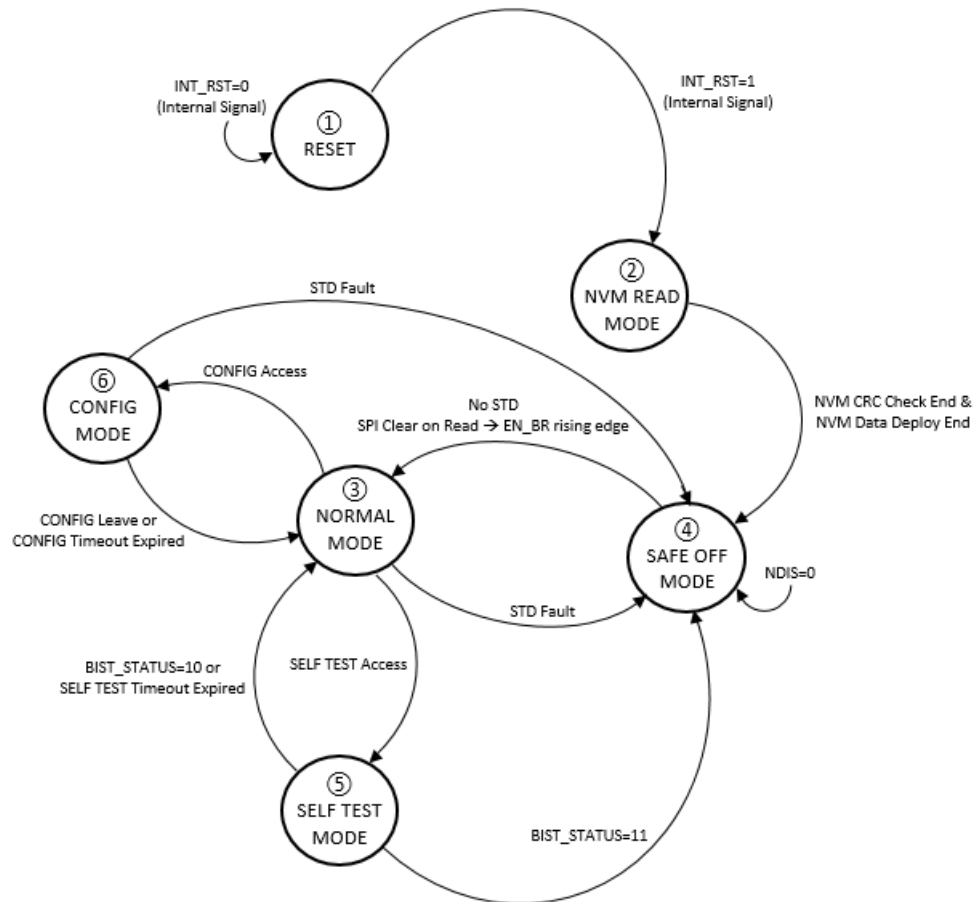 INT_RST=0
(Internal Signal)
①
RESET
INT_RST=1
(Internal Signal)
②
NVM READ
MODE
STD Fault
⑥
CONFIG
MODE
CONFIG Access
No STD
SPI Clear on Read → EN_BR rising edge
NVM CRC Check End &
NVM Data Deploy End
③
NORMAL
MODE
CONFIG Leave or
CONFIG Timeout Expired
④
SAFE OFF
MODE
NDIS=0
STD Fault
BIST_STATUS=10 or
SELF TEST Timeout Expired
SELF TEST Access
⑤
SELF TEST
MODE
BIST_STATUS=11